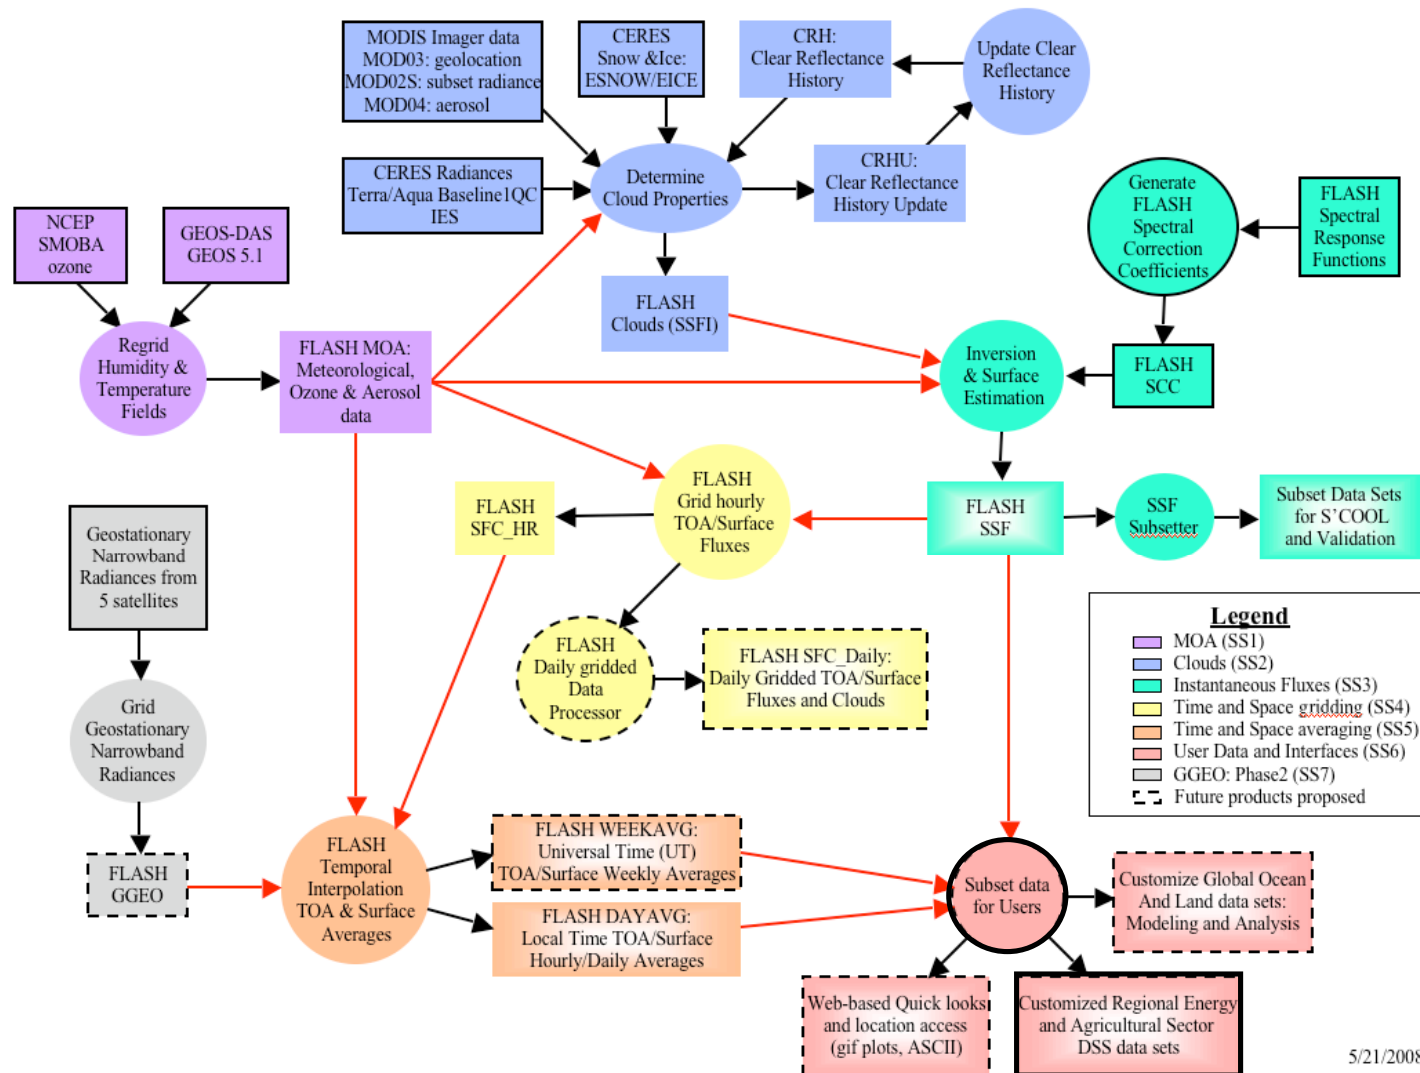 MODIS Imager data
MOD03: geolocation
MOD02S: subset radiance
MOD04: aerosol
CERES
Snow &Ice:
ESNOW/EICE
CRH:
Clear Reflectance
History
Update Clear
Reflectance
History
CERES Radiances
Terra/Aqua Baseline1QC
IES
Determine
Cloud Properties
CRHU:
Clear Reflectance
History Update
Generate
FLASH
Spectral
Correction
Coefficients
FLASH
Spectral
Response
Functions
NCEP
SMOBA
ozone
GEOS-DAS
GEOS 5.1
FLASH
Clouds (SSFI)
Regrid
Humidity &
Temperature
Fields
FLASH MOA:
Meteorological,
Ozone & Aerosol
data
Inversion
& Surface
Estimation
FLASH
SCC
FLASH
SFC_HR
FLASH
Grid hourly
TOA/Surface
Fluxes
FLASH
SSF
SSF
Subsetter
Subset Data Sets
for S'COOL
and Validation
Geostationary
Narrowband
Radiances from
5 satellites
FLASH
Daily gridded
Data
Processor
FLASH SFC_Daily:
Daily Gridded TOA/Surface
Fluxes and Clouds
Legend
MOA (SS1)
Clouds (SS2)
Instantaneous Fluxes (SS3)
Time and Space gridding (SS4)
Time and Space averaging (SS5)
User Data and Interfaces (SS6)
GGEO: Phase2 (SS7)
Future products proposed
Grid
Geostationary
Narrowband
Radiances
FLASH
GGEO
FLASH
Temporal
Interpolation
TOA & Surface
Averages
FLASH WEEKAVG:
Universal Time (UT)
TOA/Surface Weekly Averages
FLASH DAYAVG:
Local Time TOA/Surface
Hourly/Daily Averages
Subset data
for Users
Customize Global Ocean
And Land data sets:
Modeling and Analysis
Web-based Quick looks
and location access
(gif plots, ASCII)
Customized Regional Energy
and Agricultural Sector
DSS data sets
5/21/2008